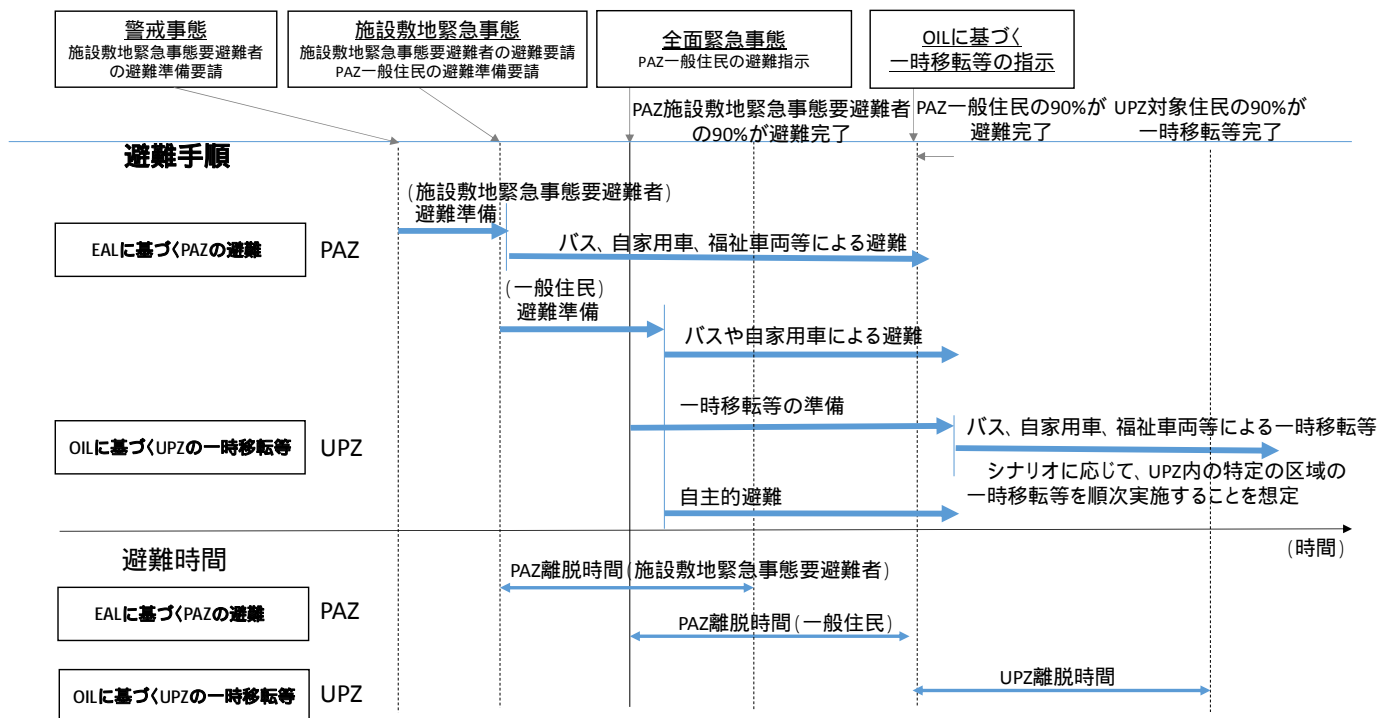 警戒事態
施設敷地緊急事態要避難者
の避難準備要請
施設敷地緊急事態
施設敷地緊急事態要避難者の避難要請
PAZ一般住民の避難準備要請
全面緊急事態
PAZ一般住民の避難指示
OILに基づく
一時移転等の指示
PAZ施設敷地緊急事態要避難者
の90%が避難完了
PAZ一般住民の90%が
避難完了
UPZ対象住民の90%が
一時移転等完了
避難手順
(施設敷地緊急事態要避難者)
避難準備
EALに基づくPAZの避難
PAZ
バス、自家用車、福祉車両等による避難
(一般住民)
避難準備
バスや自家用車による避難
一時移転等の準備
OILに基づくUPZの一時移転等
UPZ
バス、自家用車、福祉車両等による一時移転等
シナリオに応じて、UPZ内の特定の区域の
一時移転等を順次実施することを想定
自主的避難
(時間)
避難時間
PAZ離脱時間(施設敷地緊急事態要避難者)
EALに基づくPAZの避難
PAZ
PAZ離脱時間(一般住民)
OILに基づくUPZの一時移転等
UPZ
UPZ離脱時間